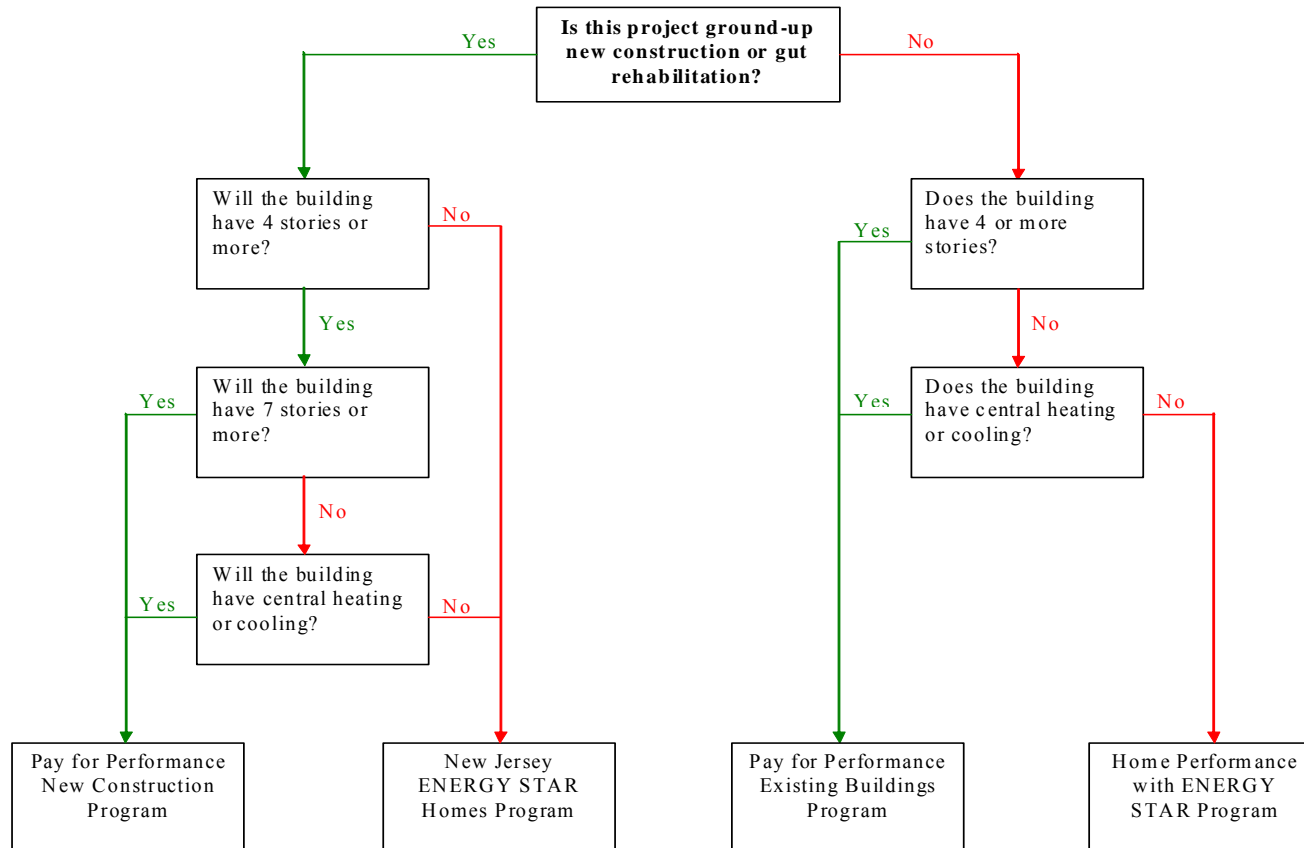 Is this project ground-up
new construction or gut
rehabilitation?
Yes
No
Will the building
have 4 stories or
more?
No
Does the building
have 4 or more
stories?
Yes
Yes
No
Will the building
have 7 stories or
more?
Yes
Does the building
have central heating
or cooling?
Yes
No
No
Will the building
have central heating
or cooling?
Yes
No
Pay for Performance
New Construction
Program
New Jersey
ENERGY STAR
Homes Program
Pay for Performance
Existing Buildings
Program
Home Performance
with ENERGY
STAR Program